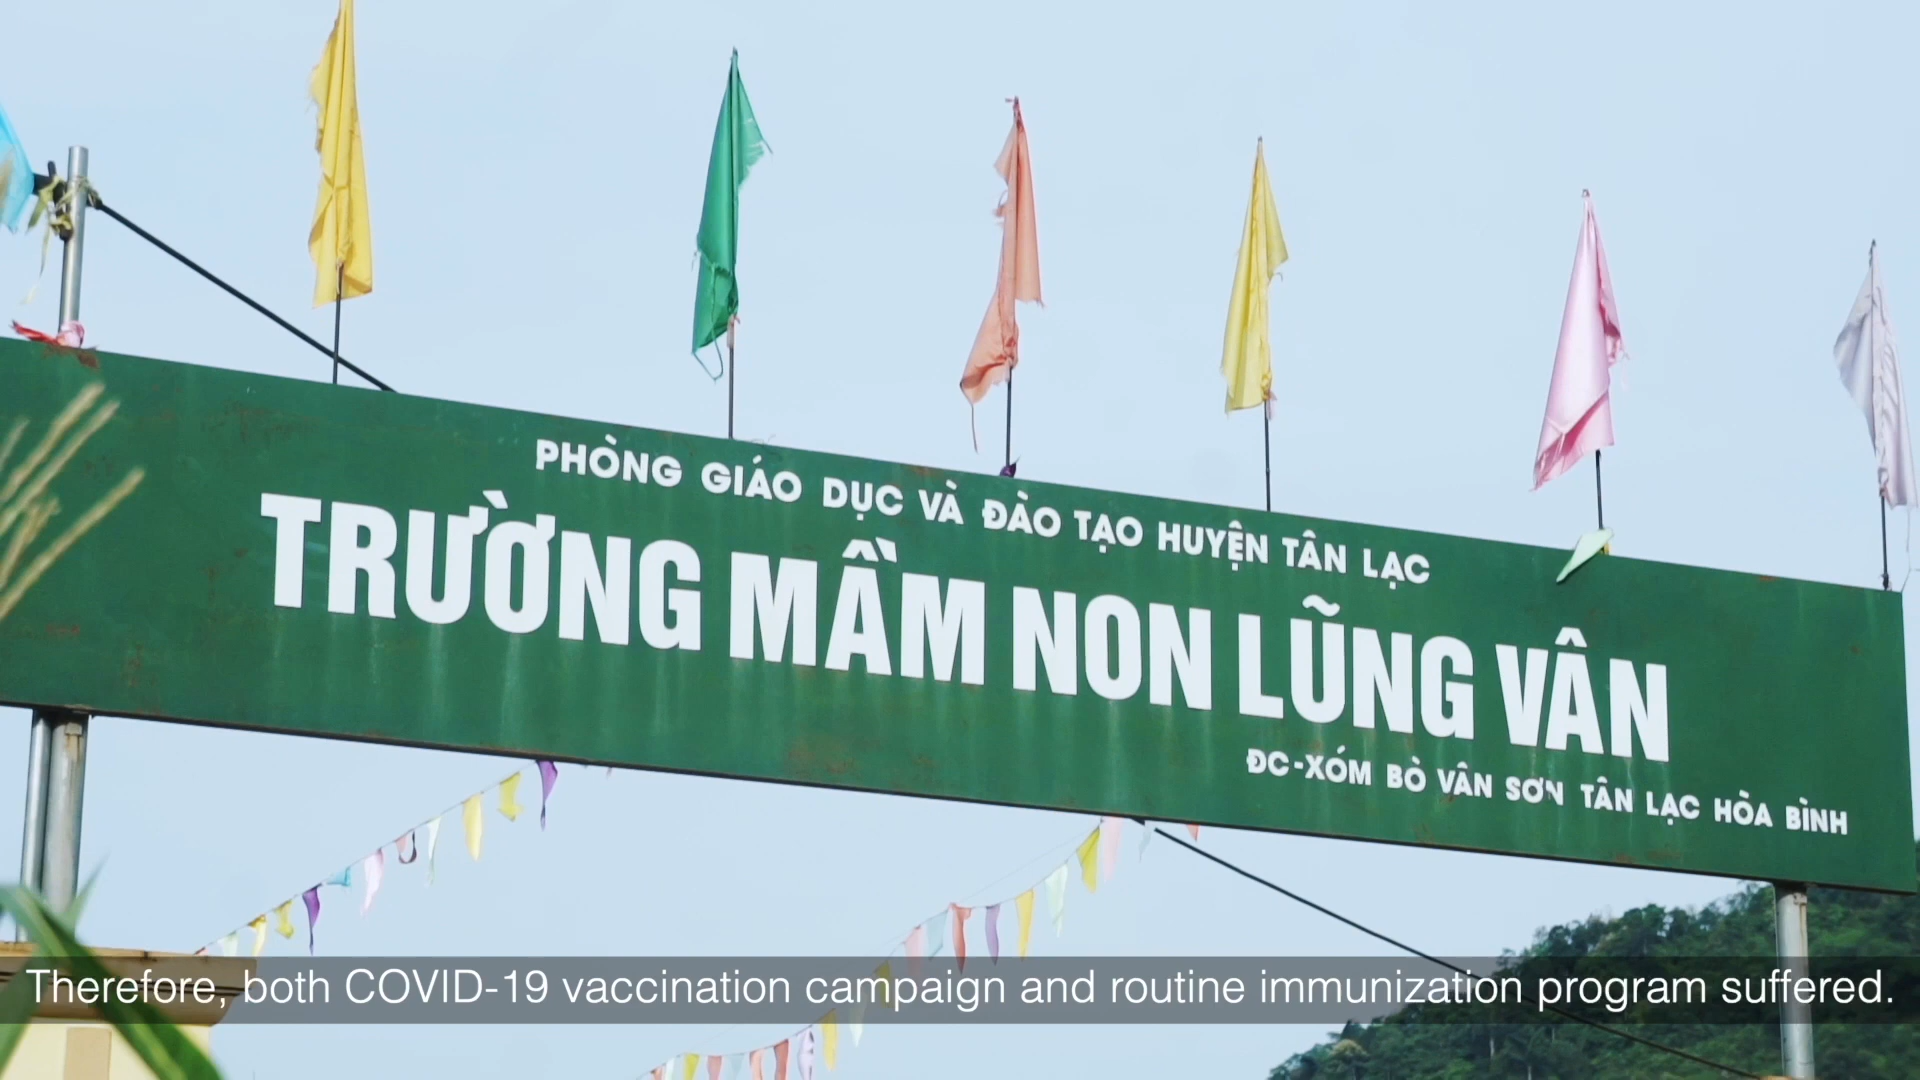 PHÒNG GIÁO DỤC VÀ ĐÀO TẠO HUYỆN TÂN LẠC
TRƯỜNG MẦM NON LŨNG VÂN
ĐC-XÓM BÒ VÂN SƠN TÂN LẠC HÒA BÌNH
Therefore, both COVID-19 vaccination campaign and routine immunization program suffered.